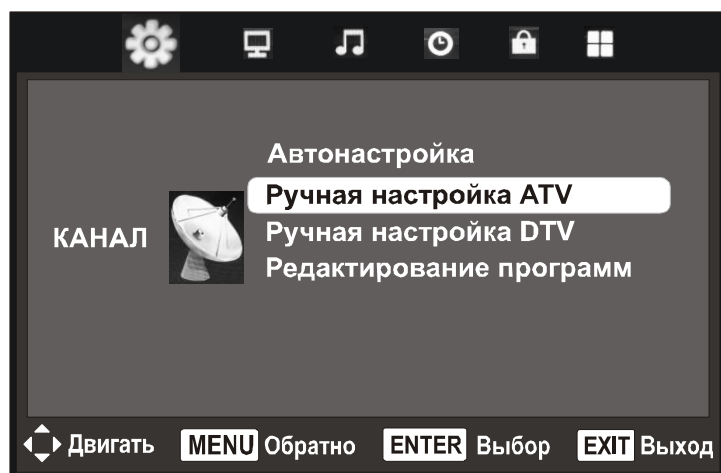 Автонастройка
Ручная настройка ATV
КАНАЛ
Ручная настройка DTV
Редактирование программ
Двигать MENU Обратно ENTER Выбор EXIT Выход